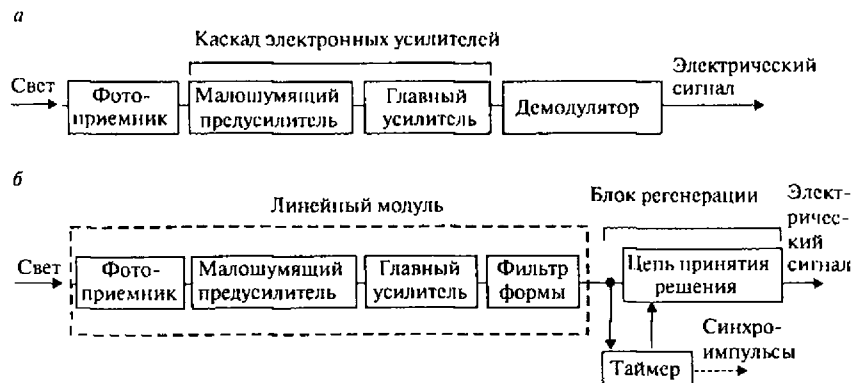 а
Каскад электронных усилителей
Свет
Фото-
приемник
Малошумящий
предусилитель
Главный
усилитель
Демодулятор
Электрический
сигнал
б
Линейный модуль
Блок регенерации
Элект-
ричес-
кий
сигнал
Свет
Фото-
приемник
Малошумящий
предусилитель
Главный
усилитель
Фильтр
формы
Цепь принятия
решения
Таймер
Синхро-
импульсы